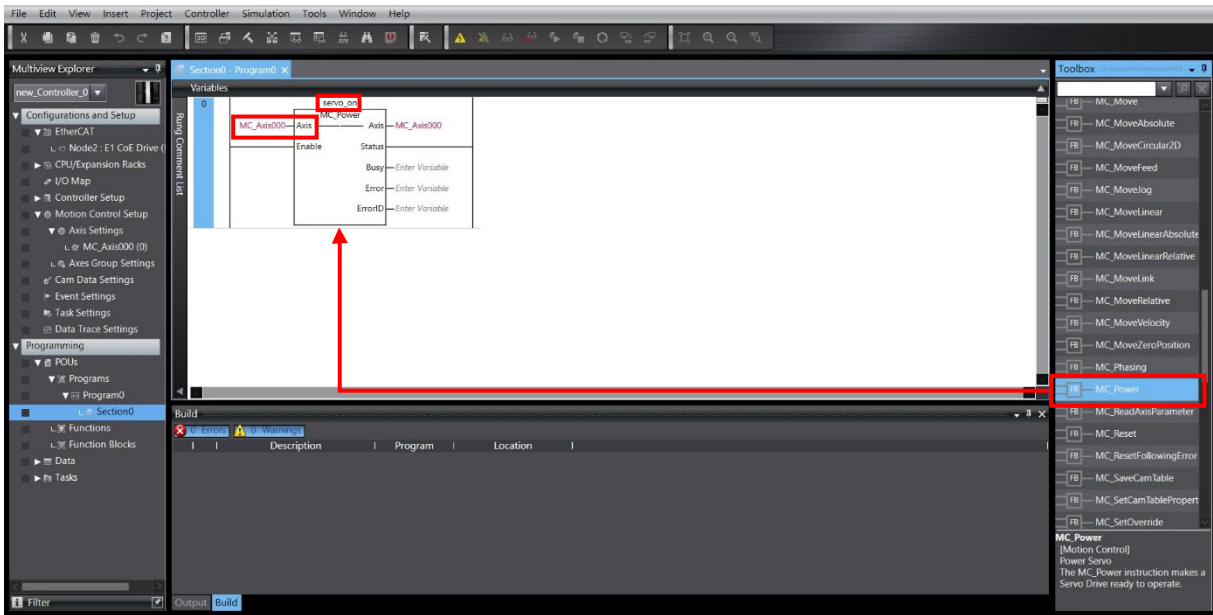 File Edit View Insert Project Controller Simulation Tools Window Help
Multiview Explorer
new_Controller_0
Configurations and Setup
EtherCAT
Node2 : E1 CoE Drive (
CPU/Expansion Racks
I/O Map
Controller Setup
Motion Control Setup
Axis Settings
MC_Axis000 (0)
Axes Group Settings
Cam Data Settings
Event Settings
Task Settings
Data Trace Settings
Programming
POUs
Programs
Program0
Section0
Functions
Function Blocks
Data
Tasks
Filter
Section0 - Program0
Variables
Rung Comment List
0
servo_on
MC_Power
MC_Axis000 Axis Axis MC_Axis000
Enable Status
Busy Enter Variable
Error Enter Variable
ErrorID Enter Variable
Build
0 Errors 0 Warnings
Description Program Location
Output Build
Toolbox
FB MC_Move
FB MC_MoveAbsolute
FB MC_MoveCircular2D
FB MC_MoveFeed
FB MC_MoveJog
FB MC_MoveLinear
FB MC_MoveLinearAbsolute
FB MC_MoveLinearRelative
FB MC_MoveLink
FB MC_MoveRelative
FB MC_MoveVelocity
FB MC_MoveZeroPosition
FB MC_Phasing
FB MC_Power
FB MC_ReadAxisParameter
FB MC_Reset
FB MC_ResetFollowingError
FB MC_SaveCamTable
FB MC_SetCamTablePropert
FB MC_SetOverride
MC_Power
[Motion Control]
Power Servo
The MC_Power instruction makes a
Servo Drive ready to operate.